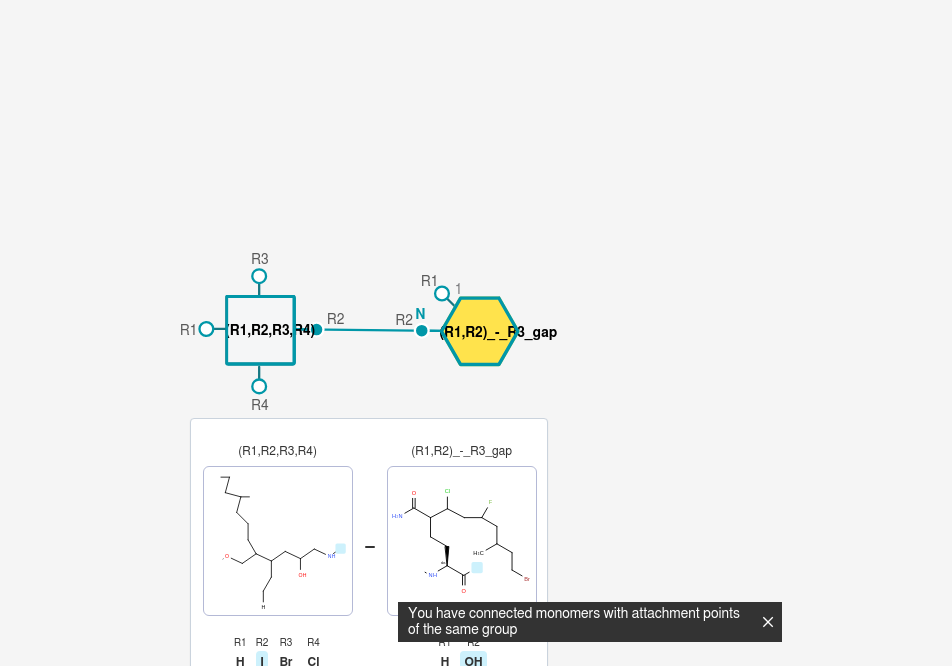 R3
R1
1
N
R2
R2
R1
(R1,R2,R3,R4)
(R1,R2)_-_R3_gap
R4
(R1,R2,R3,R4)
(R1,R2)_-_R3_gap
O
Cl
F
H₂N
O
NH
OH
H
H₃C
NH
O
Br
You have connected monomers with attachment points
of the same group
R1 R2 R3 R4
H I Br Cl
R1 R2
H OH